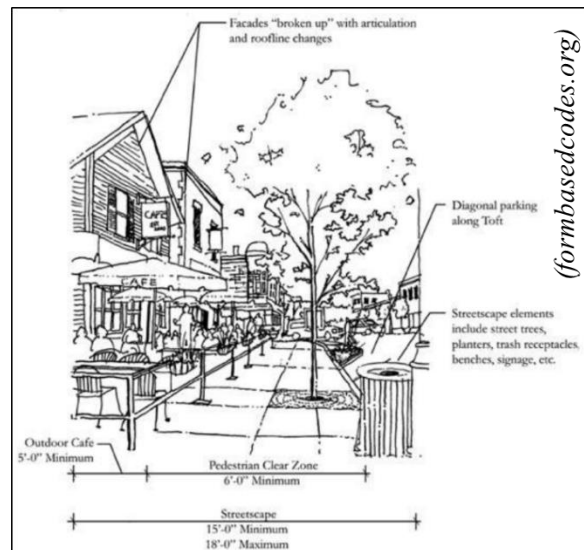 Facades “broken up” with articulation
and roofline changes
(formbasedcodes.org)
CAFE
CAFE
Diagonal parking
along Toft
Streetscape elements
include street trees,
planters, trash receptacles,
benches, signage, etc.
Outdoor Cafe
5'-0” Minimum
Pedestrian Clear Zone
6'-0” Minimum
Streetscape
15'-0” Minimum
18'-0” Maximum